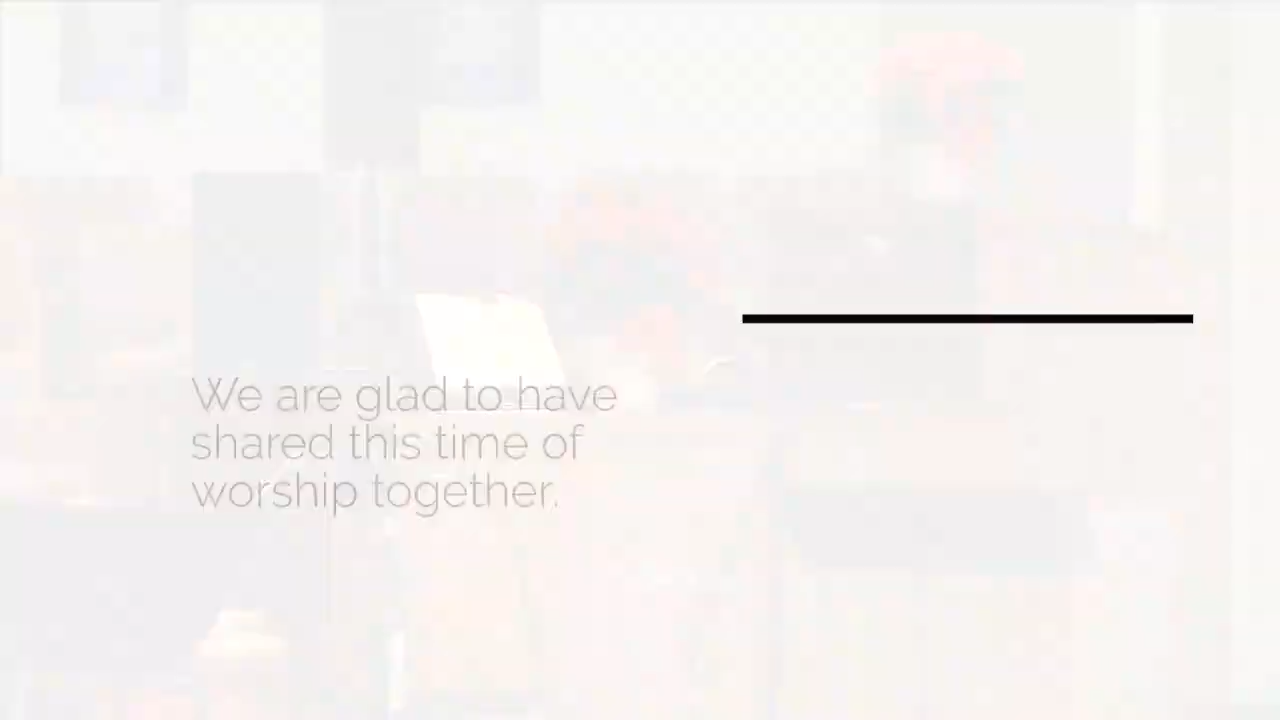 We are glad to have
shared this time of
worship together.